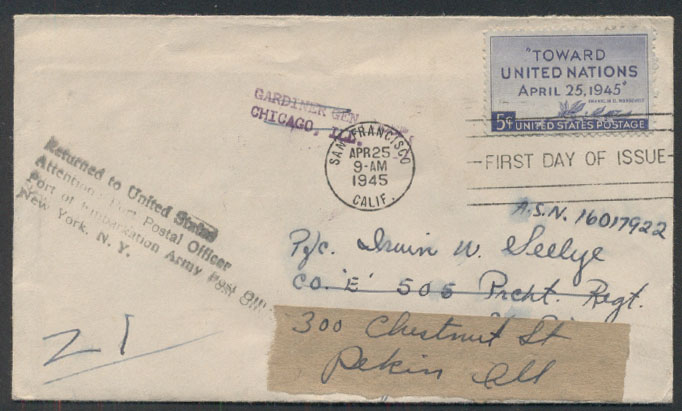 "TOWARD
UNITED NATIONS
APRIL 25, 1945"
FRANKLIN D. ROOSEVELT
5¢ UNITED STATES POSTAGE
GARDINER GEN
CHICAGO, ILL.
SAN FRANCISCO
APR 25
9-AM
1945
CALIF.
FIRST DAY OF ISSUE
Returned to United States
Attention: Postal Officer
Port of Embarkation Army Post
New York, N. Y.
A.S.N. 16017922
Pfc. Irwin W. Seelye
Co. 'E' 505 Prcht. Regt.
300 Chestnut St
Pekin Ill
21